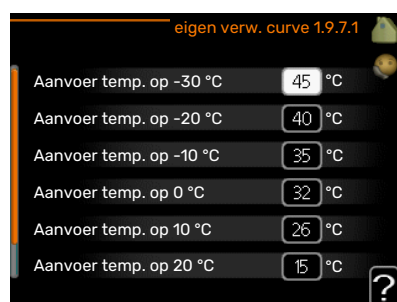 eigen verw. curve 1.9.7.1
Aanvoer temp. op -30 °C 45 °C
Aanvoer temp. op -20 °C 40 °C
Aanvoer temp. op -10 °C 35 °C
Aanvoer temp. op 0 °C 32 °C
Aanvoer temp. op 10 °C 26 °C
Aanvoer temp. op 20 °C 15 °C
?